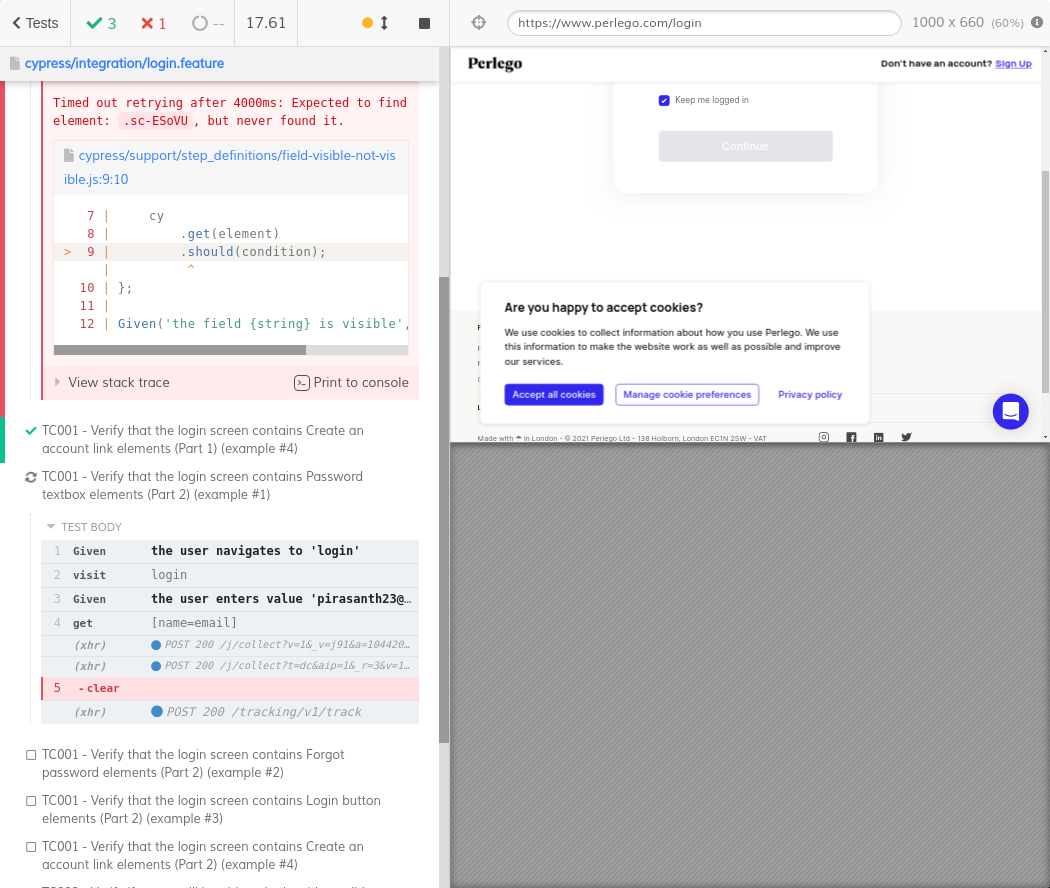 Tests
3
1
--
17.61
https://www.perlego.com/login
1000 x 660 (60%)
cypress/integration/login.feature
Timed out retrying after 4000ms: Expected to find
element: .sc-ESoVU, but never found it.
cypress/support/step_definitions/field-visible-not-vis
ible.js:9:10
7 | cy
8 | .get(element)
> 9 | .should(condition);
| ^
10 | };
11 |
12 | Given('the field {string} is visible',
View stack trace
Print to console
TC001 - Verify that the login screen contains Create an
account link elements (Part 1) (example #4)
TC001 - Verify that the login screen contains Password
textbox elements (Part 2) (example #1)
TEST BODY
1 Given the user navigates to 'login'
2 visit login
3 Given the user enters value 'pirasanth23@…
4 get [name=email]
(xhr) POST 200 /j/collect?v=1&_v=j91&a=104420…
(xhr) POST 200 /j/collect?t=dc&aip=1&_r=3&v=1…
5 -clear
(xhr) POST 200 /tracking/v1/track
TC001 - Verify that the login screen contains Forgot
password elements (Part 2) (example #2)
TC001 - Verify that the login screen contains Login button
elements (Part 2) (example #3)
TC001 - Verify that the login screen contains Create an
account link elements (Part 2) (example #4)
Perlego
Don't have an account? Sign Up
Keep me logged in
Continue
Are you happy to accept cookies?
We use cookies to collect information about how you use Perlego. We use
this information to make the website work as well as possible and improve
our services.
Accept all cookies
Manage cookie preferences
Privacy policy
Made with ☂ in London - © 2021 Perlego Ltd - 138 Holborn, London EC1N 2SW - VAT